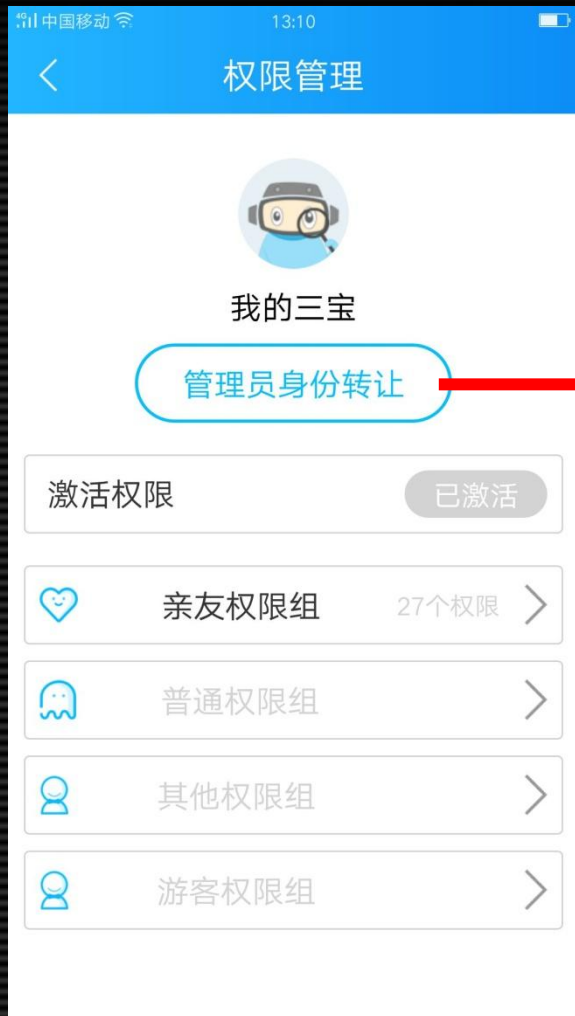 4G 中国移动 13:10
权限管理
我的三宝
管理员身份转让
激活权限 已激活
亲友权限组 27个权限
普通权限组
其他权限组
游客权限组